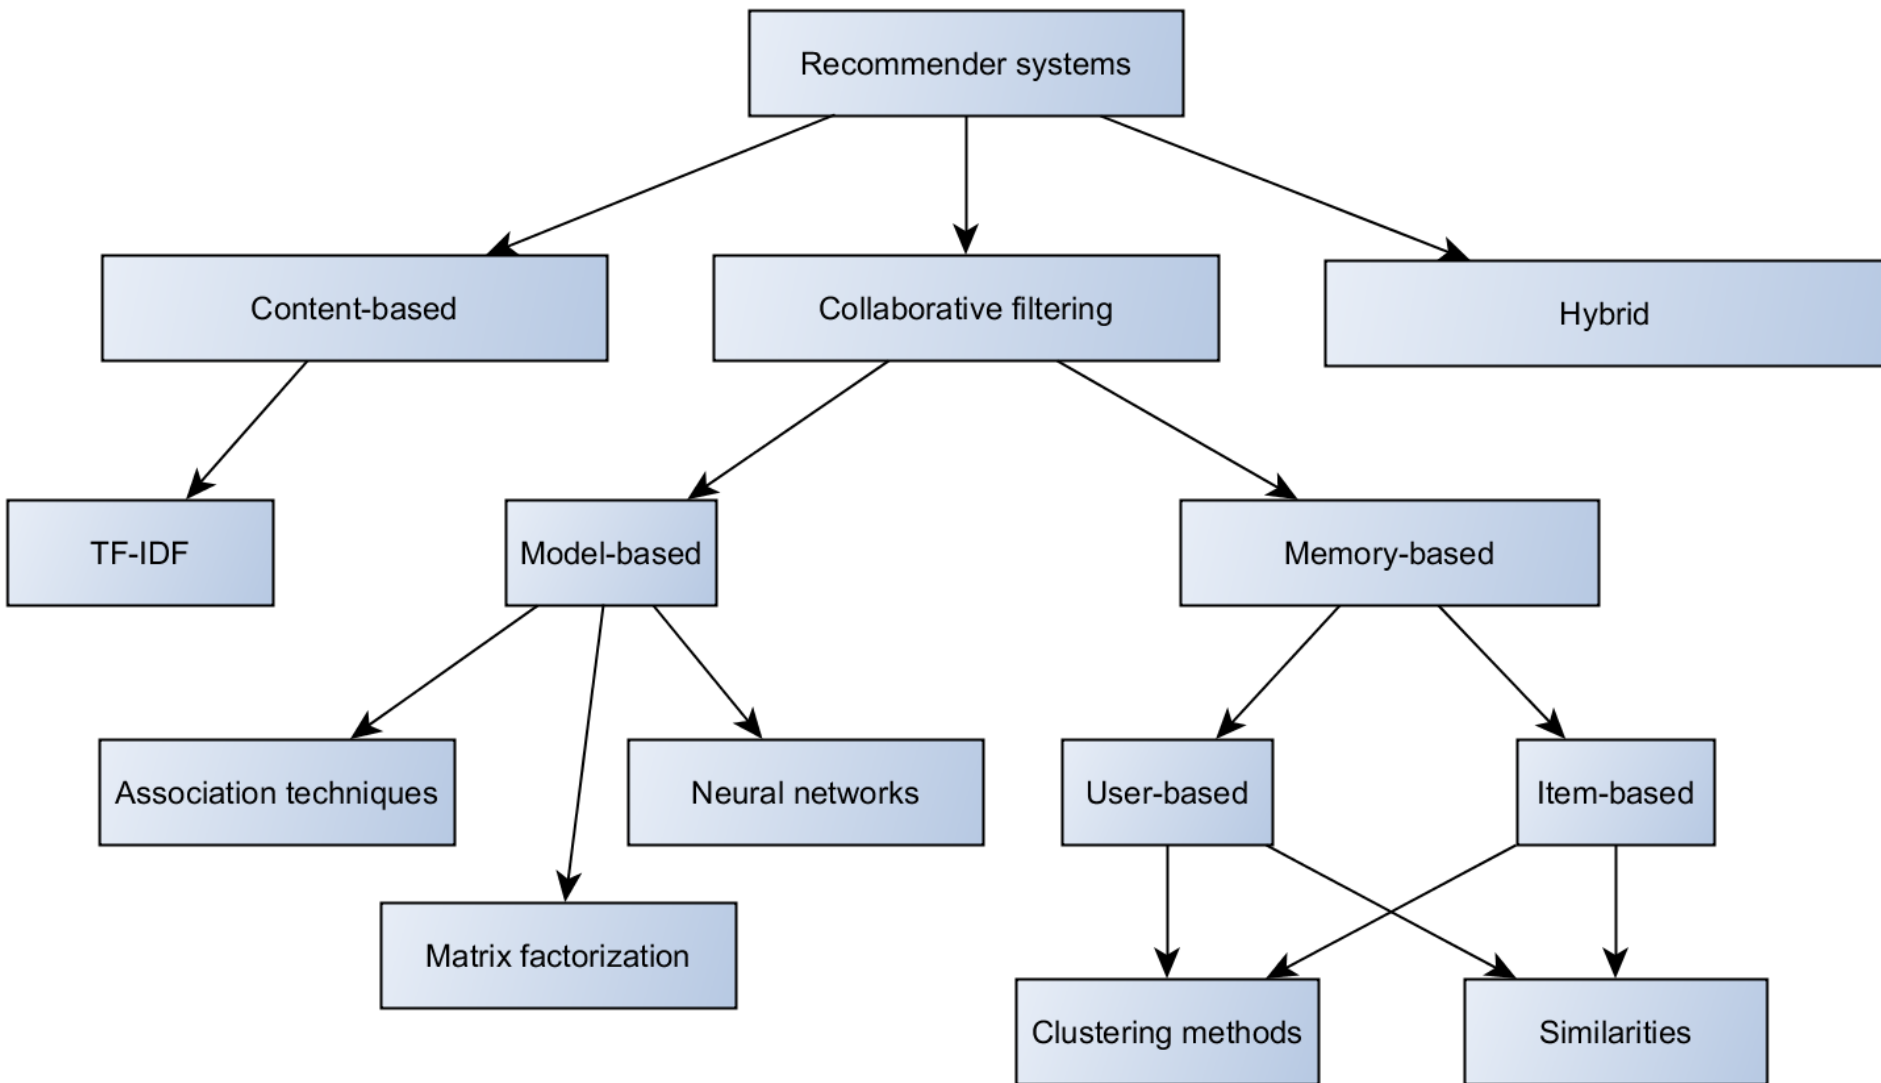 Recommender systems
Content-based
Collaborative filtering
Hybrid
TF-IDF
Model-based
Memory-based
Association techniques
Neural networks
User-based
Item-based
Matrix factorization
Clustering methods
Similarities